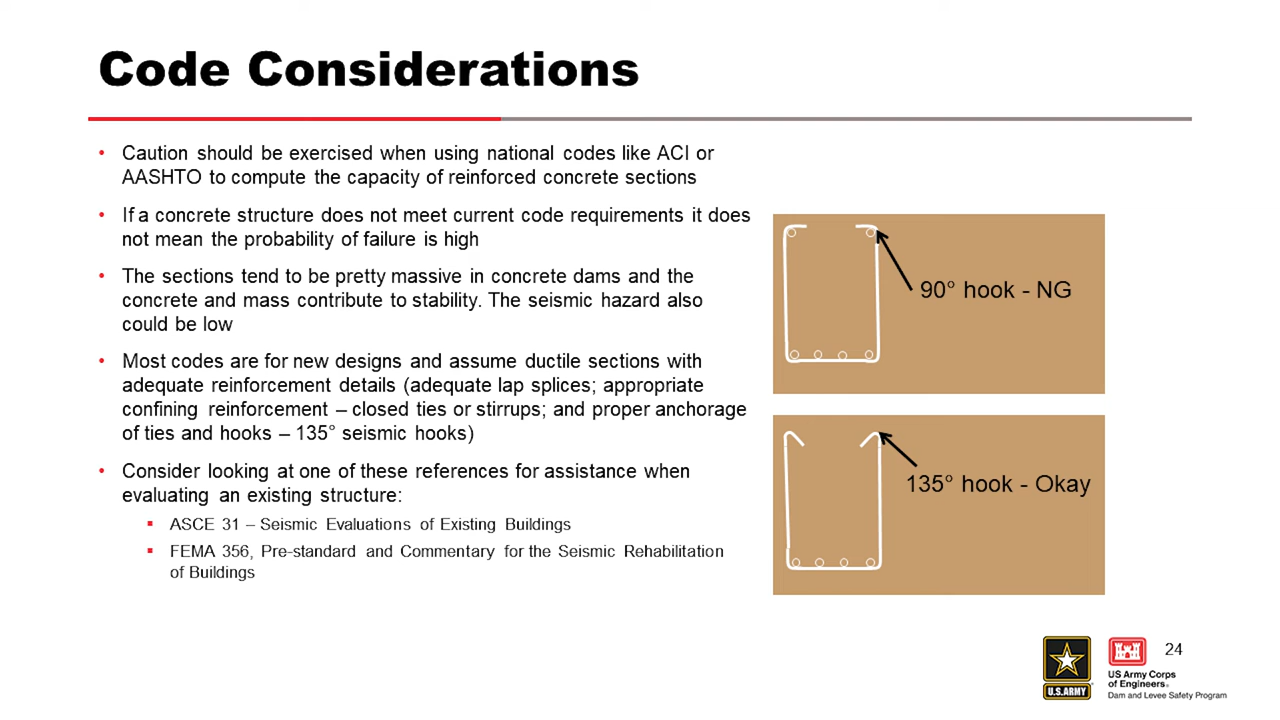 Code Considerations
• Caution should be exercised when using national codes like ACI or
AASHTO to compute the capacity of reinforced concrete sections
• If a concrete structure does not meet current code requirements it does
not mean the probability of failure is high
• The sections tend to be pretty massive in concrete dams and the
concrete and mass contribute to stability. The seismic hazard also
could be low
• Most codes are for new designs and assume ductile sections with
adequate reinforcement details (adequate lap splices; appropriate
confining reinforcement – closed ties or stirrups; and proper anchorage
of ties and hooks – 135° seismic hooks)
• Consider looking at one of these references for assistance when
evaluating an existing structure:
▪ ASCE 31 – Seismic Evaluations of Existing Buildings
▪ FEMA 356, Pre-standard and Commentary for the Seismic Rehabilitation
of Buildings
90° hook - NG
135° hook - Okay
24
U.S.ARMY
US Army Corps
of Engineers®
Dam and Levee Safety Program